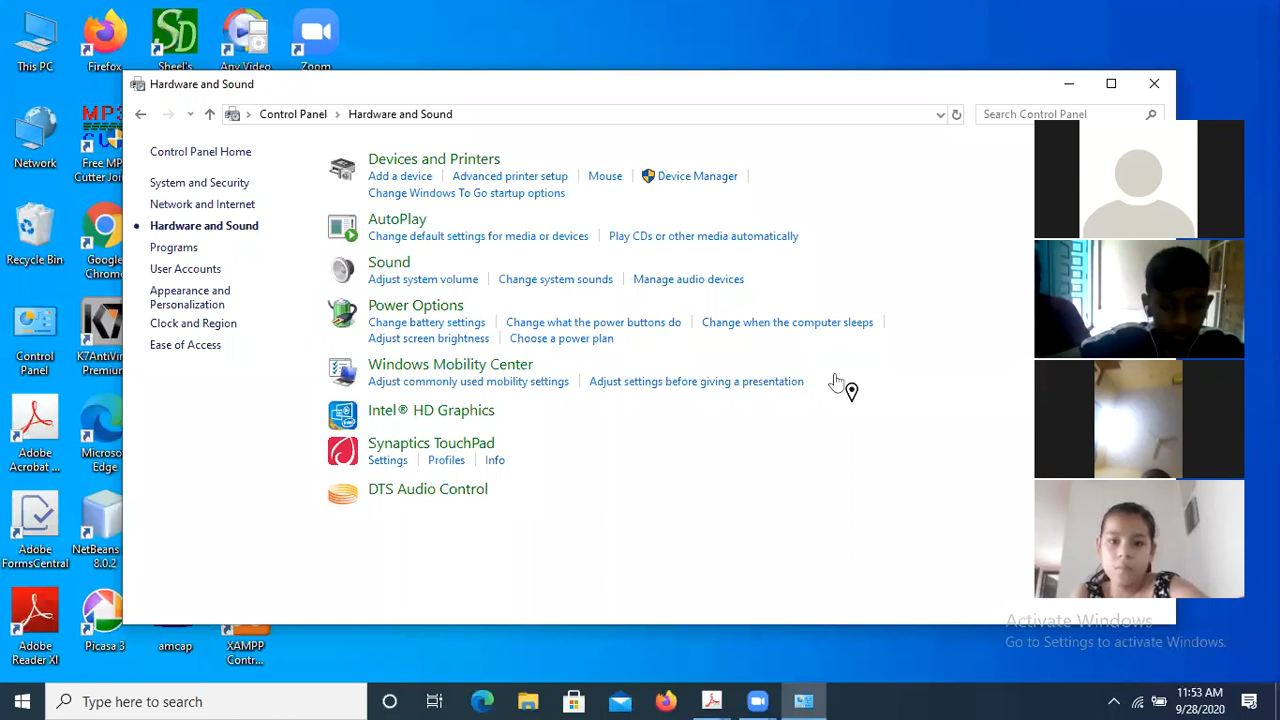 This PC
Firefox
SD
Sheel's
Any Video
Zoom
Hardware and Sound
Control Panel
Hardware and Sound
Search Control Panel
Network
MP3
Free MP
Cutter Join
Recycle Bin
Google
Chrome
Control
Panel
K7AntiVir
Premium
Adobe
Acrobat ...
Microso
Edge
Adobe
FormsCentral
NetBeans
8.0.2
Adobe
Reader XI
Picasa 3
amcap
XAMPP
Contr...
Control Panel Home
System and Security
Network and Internet
Hardware and Sound
Programs
User Accounts
Appearance and
Personalization
Clock and Region
Ease of Access
Devices and Printers
Add a device
Advanced printer setup
Mouse
Device Manager
Change Windows To Go startup options
AutoPlay
Change default settings for media or devices
Play CDs or other media automatically
Sound
Adjust system volume
Change system sounds
Manage audio devices
Power Options
Change battery settings
Change what the power buttons do
Change when the computer sleeps
Adjust screen brightness
Choose a power plan
Windows Mobility Center
Adjust commonly used mobility settings
Adjust settings before giving a presentation
Intel® HD Graphics
Synaptics TouchPad
Settings
Profiles
Info
DTS Audio Control
Activate Windows
Go to Settings to activate Windows.
Type here to search
11:53 AM
9/28/2020